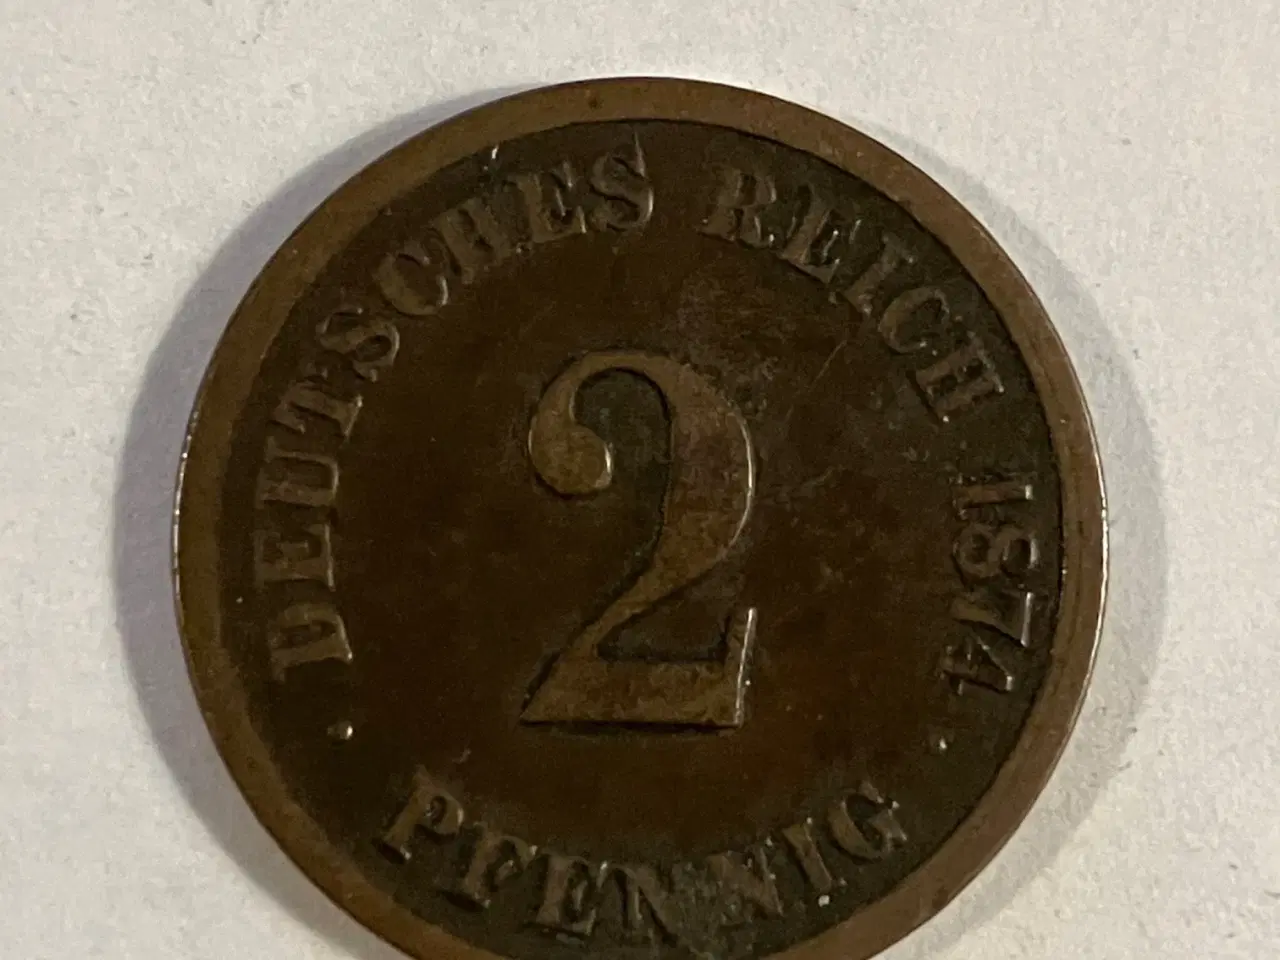 · DEUTSCHES REICH 1874 ·
2
PFENNIG